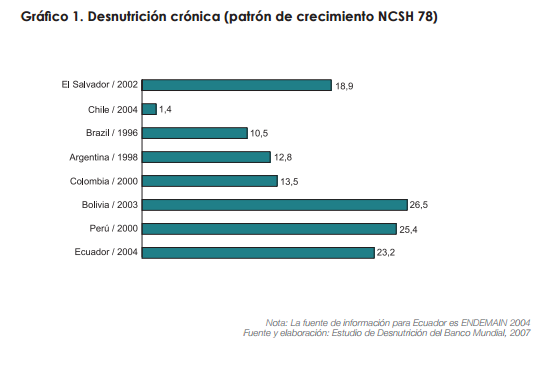 Gráfico 1. Desnutrición crónica (patrón de crecimiento NCSH 78)
El Salvador / 2002 18,9
Chile / 2004 1,4
Brazil / 1996 10,5
Argentina / 1998 12,8
Colombia / 2000 13,5
Bolivia / 2003 26,5
Perú / 2000 25,4
Ecuador / 2004 23,2
Nota: La fuente de información para Ecuador es ENDEMAIN 2004
Fuente y elaboración: Estudio de Desnutrición del Banco Mundial, 2007